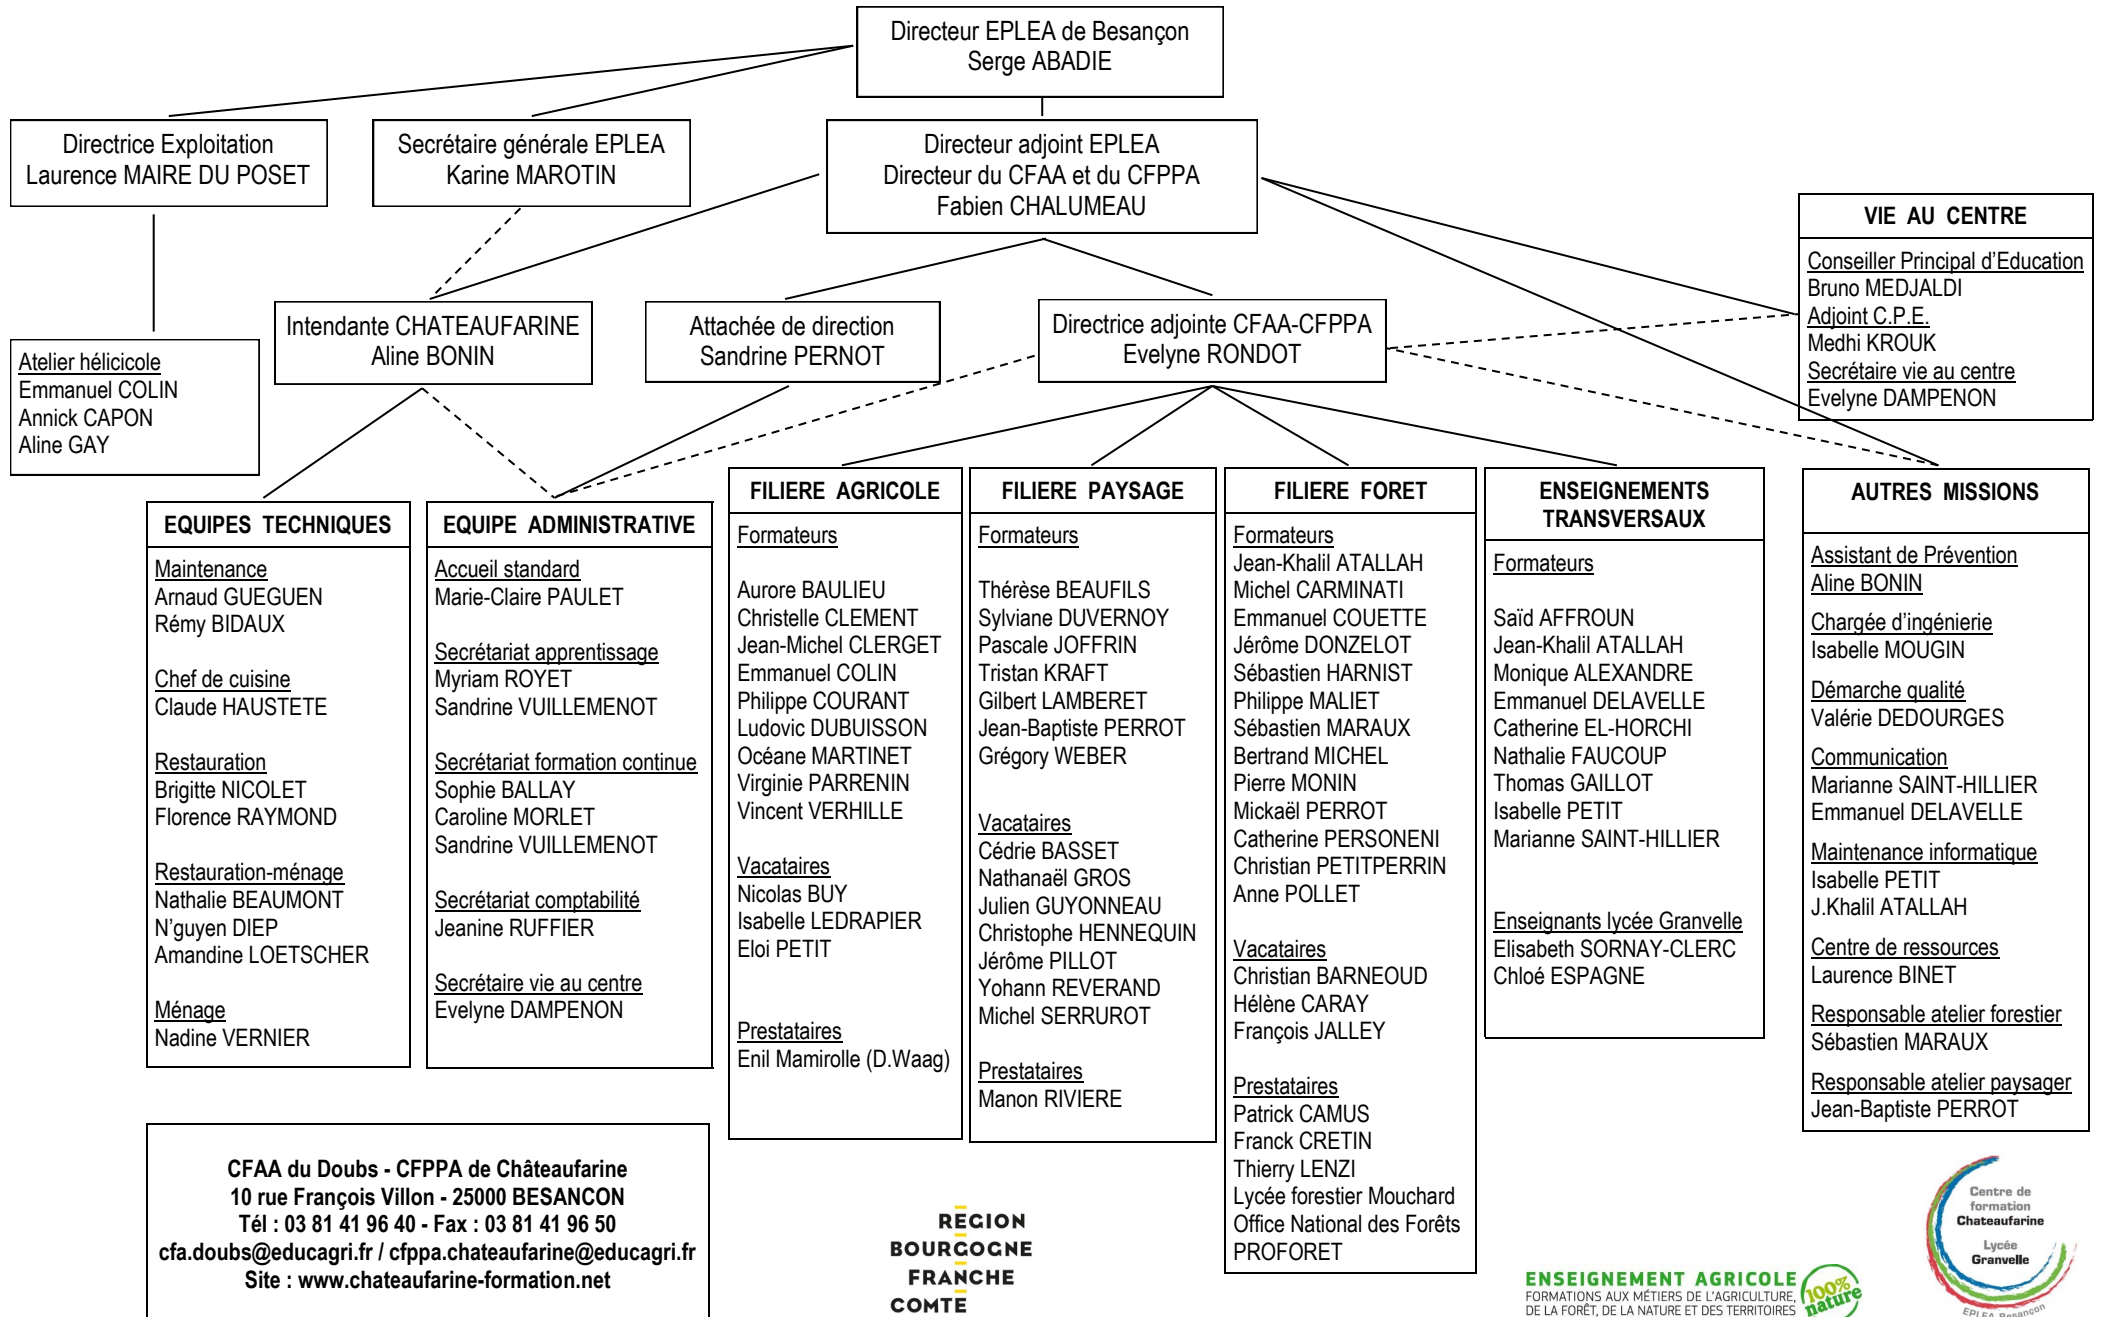 Directeur EPLEA de Besançon
Serge ABADIE
Directrice Exploitation
Laurence MAIRE DU POSET
Secrétaire générale EPLEA
Karine MAROTIN
Directeur adjoint EPLEA
Directeur du CFAA et du CFPPA
Fabien CHALUMEAU
VIE AU CENTRE
Conseiller Principal d’Education
Bruno MEDJALDI
Adjoint C.P.E.
Medhi KROUK
Secrétaire vie au centre
Evelyne DAMPENON
Atelier hélicicole
Emmanuel COLIN
Annick CAPON
Aline GAY
Intendante CHATEAUFARINE
Aline BONIN
Attachée de direction
Sandrine PERNOT
Directrice adjointe CFAA-CFPPA
Evelyne RONDOT
EQUIPES TECHNIQUES
Maintenance
Arnaud GUEGUEN
Rémy BIDAUX
Chef de cuisine
Claude HAUSTETE
Restauration
Brigitte NICOLET
Florence RAYMOND
Restauration-ménage
Nathalie BEAUMONT
N’guyen DIEP
Amandine LOETSCHER
Ménage
Nadine VERNIER
EQUIPE ADMINISTRATIVE
Accueil standard
Marie-Claire PAULET
Secrétariat apprentissage
Myriam ROYET
Sandrine VUILLEMENOT
Secrétariat formation continue
Sophie BALLAY
Caroline MORLET
Sandrine VUILLEMENOT
Secrétariat comptabilité
Jeanine RUFFIER
Secrétaire vie au centre
Evelyne DAMPENON
FILIERE AGRICOLE
Formateurs
Aurore BAULIEU
Christelle CLEMENT
Jean-Michel CLERGET
Emmanuel COLIN
Philippe COURANT
Ludovic DUBUISSON
Océane MARTINET
Virginie PARRENIN
Vincent VERHILLE
Vacataires
Nicolas BUY
Isabelle LEDRAPIER
Eloi PETIT
Prestataires
Enil Mamirolle (D.Waag)
FILIERE PAYSAGE
Formateurs
Thérèse BEAUFILS
Sylviane DUVERNOY
Pascale JOFFRIN
Tristan KRAFT
Gilbert LAMBERET
Jean-Baptiste PERROT
Grégory WEBER
Vacataires
Cédrie BASSET
Nathanaël GROS
Julien GUYONNEAU
Christophe HENNEQUIN
Jérôme PILLOT
Yohann REVERAND
Michel SERRUROT
Prestataires
Manon RIVIERE
FILIERE FORET
Formateurs
Jean-Khalil ATALLAH
Michel CARMINATI
Emmanuel COUETTE
Jérôme DONZELOT
Sébastien HARNIST
Philippe MALIET
Sébastien MARAUX
Bertrand MICHEL
Pierre MONIN
Mickaël PERROT
Catherine PERSONENI
Christian PETITPERRIN
Anne POLLET
Vacataires
Christian BARNEOUD
Hélène CARAY
François JALLEY
Prestataires
Patrick CAMUS
Franck CRETIN
Thierry LENZI
Lycée forestier Mouchard
Office National des Forêts
PROFORET
ENSEIGNEMENTS
TRANSVERSAUX
Formateurs
Saïd AFFROUN
Jean-Khalil ATALLAH
Monique ALEXANDRE
Emmanuel DELAVELLE
Catherine EL-HORCHI
Nathalie FAUCOUP
Thomas GAILLOT
Isabelle PETIT
Marianne SAINT-HILLIER
Enseignants lycée Granvelle
Elisabeth SORNAY-CLERC
Chloé ESPAGNE
AUTRES MISSIONS
Assistant de Prévention
Aline BONIN
Chargée d’ingénierie
Isabelle MOUGIN
Démarche qualité
Valérie DEDOURGES
Communication
Marianne SAINT-HILLIER
Emmanuel DELAVELLE
Maintenance informatique
Isabelle PETIT
J.Khalil ATALLAH
Centre de ressources
Laurence BINET
Responsable atelier forestier
Sébastien MARAUX
Responsable atelier paysager
Jean-Baptiste PERROT
CFAA du Doubs - CFPPA de Châteaufarine
10 rue François Villon - 25000 BESANCON
Tél : 03 81 41 96 40 - Fax : 03 81 41 96 50
cfa.doubs@educagri.fr / cfppa.chateaufarine@educagri.fr
Site : www.chateaufarine-formation.net
REGION
BOURGOGNE
FRANCHE
COMTE
ENSEIGNEMENT AGRICOLE
FORMATIONS AUX MÉTIERS DE L’AGRICULTURE,
DE LA FORÊT, DE LA NATURE ET DES TERRITOIRES
100%
nature
Centre de
formation
Chateaufarine
Lycée
Granvelle
EPLEA Besançon